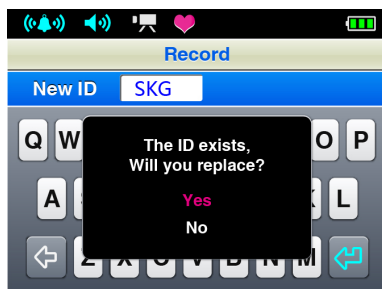 Record
New ID SKG
Q W O P
The ID exists,
Will you replace?
Yes
No
A L
Z X C V B N M